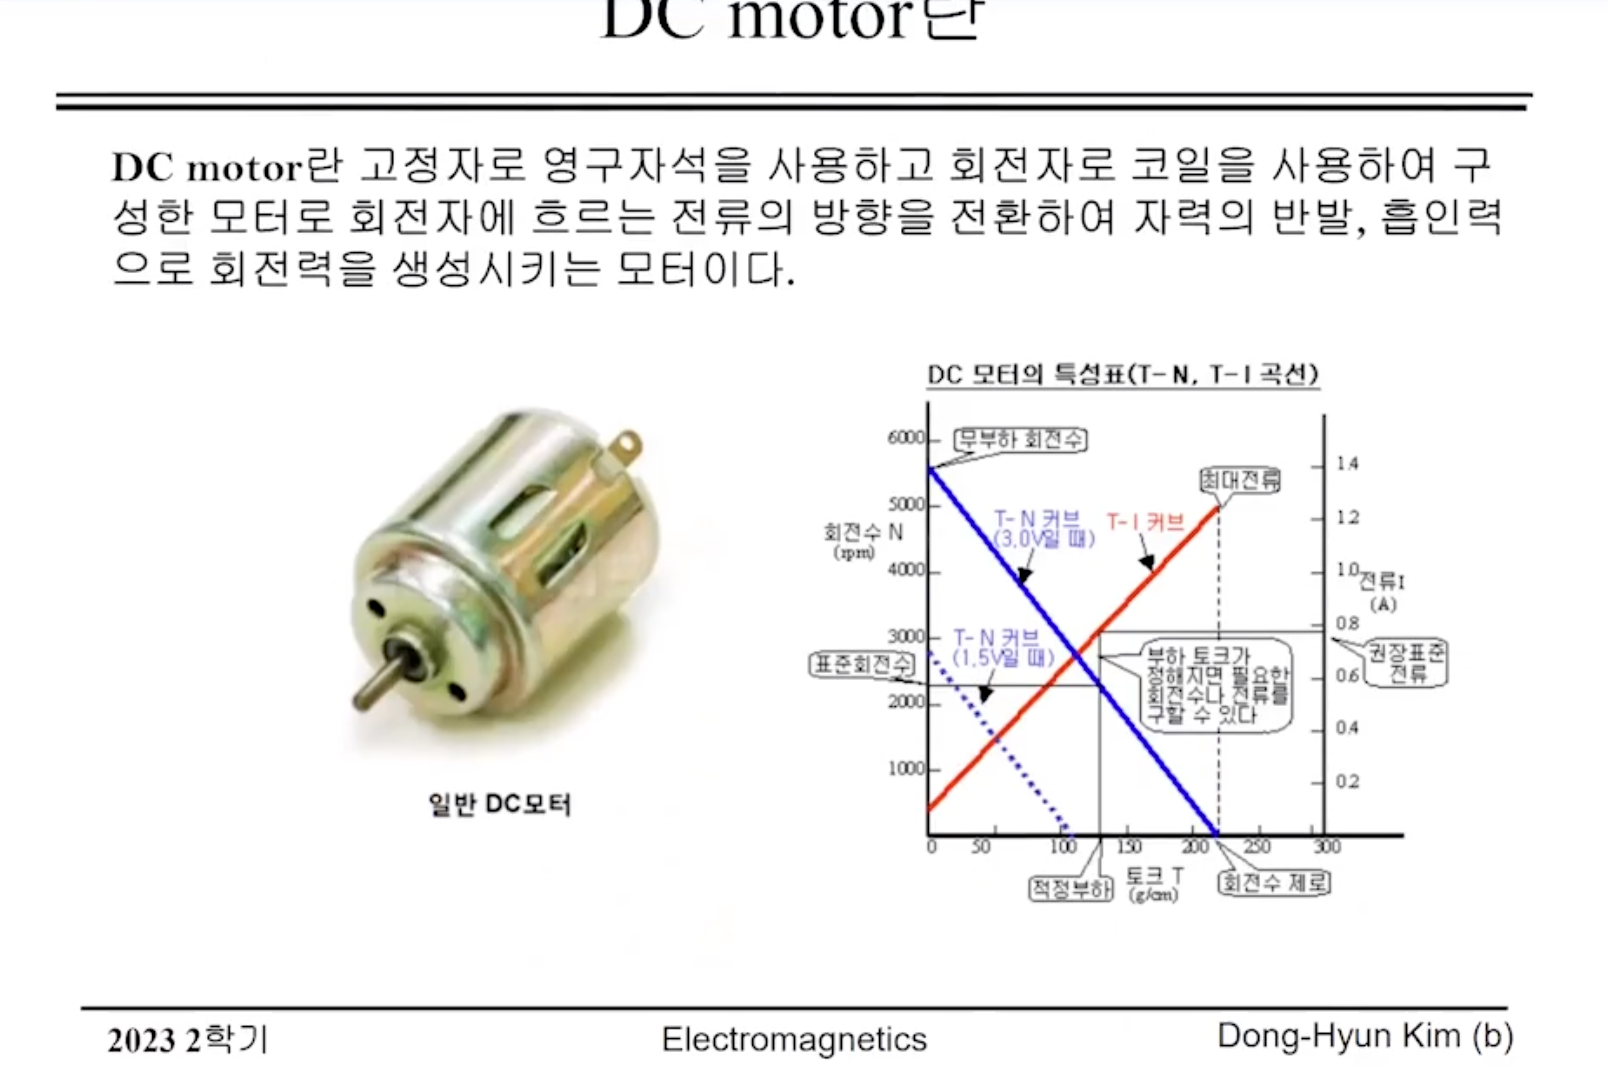 DC motor란
DC motor란 고정자로 영구자석을 사용하고 회전자로 코일을 사용하여 구
성한 모터로 회전자에 흐르는 전류의 방향을 전환하여 자력의 반발, 흡인력
으로 회전력을 생성시키는 모터이다.
일반 DC모터
DC 모터의 특성표(T-N, T-I 곡선)
6000
5000
4000
3000
2000
1000
회전수 N
(rpm)
무부하 회전수
T-N 커브
(3.0V일 때)
T-I 커브
최대전류
T-N 커브
(1.5V일 때)
표준회전수
부하 토크가
정해지면 필요한
회전수나 전류를
구할 수 있다
1.4
1.2
1.0
0.8
0.6
0.4
0.2
전류I
(A)
권장표준
전류
0 50 100 150 200 250 300
적정부하
토크 T
(g/cm)
회전수 제로
2023 2학기
Electromagnetics
Dong-Hyun Kim (b)